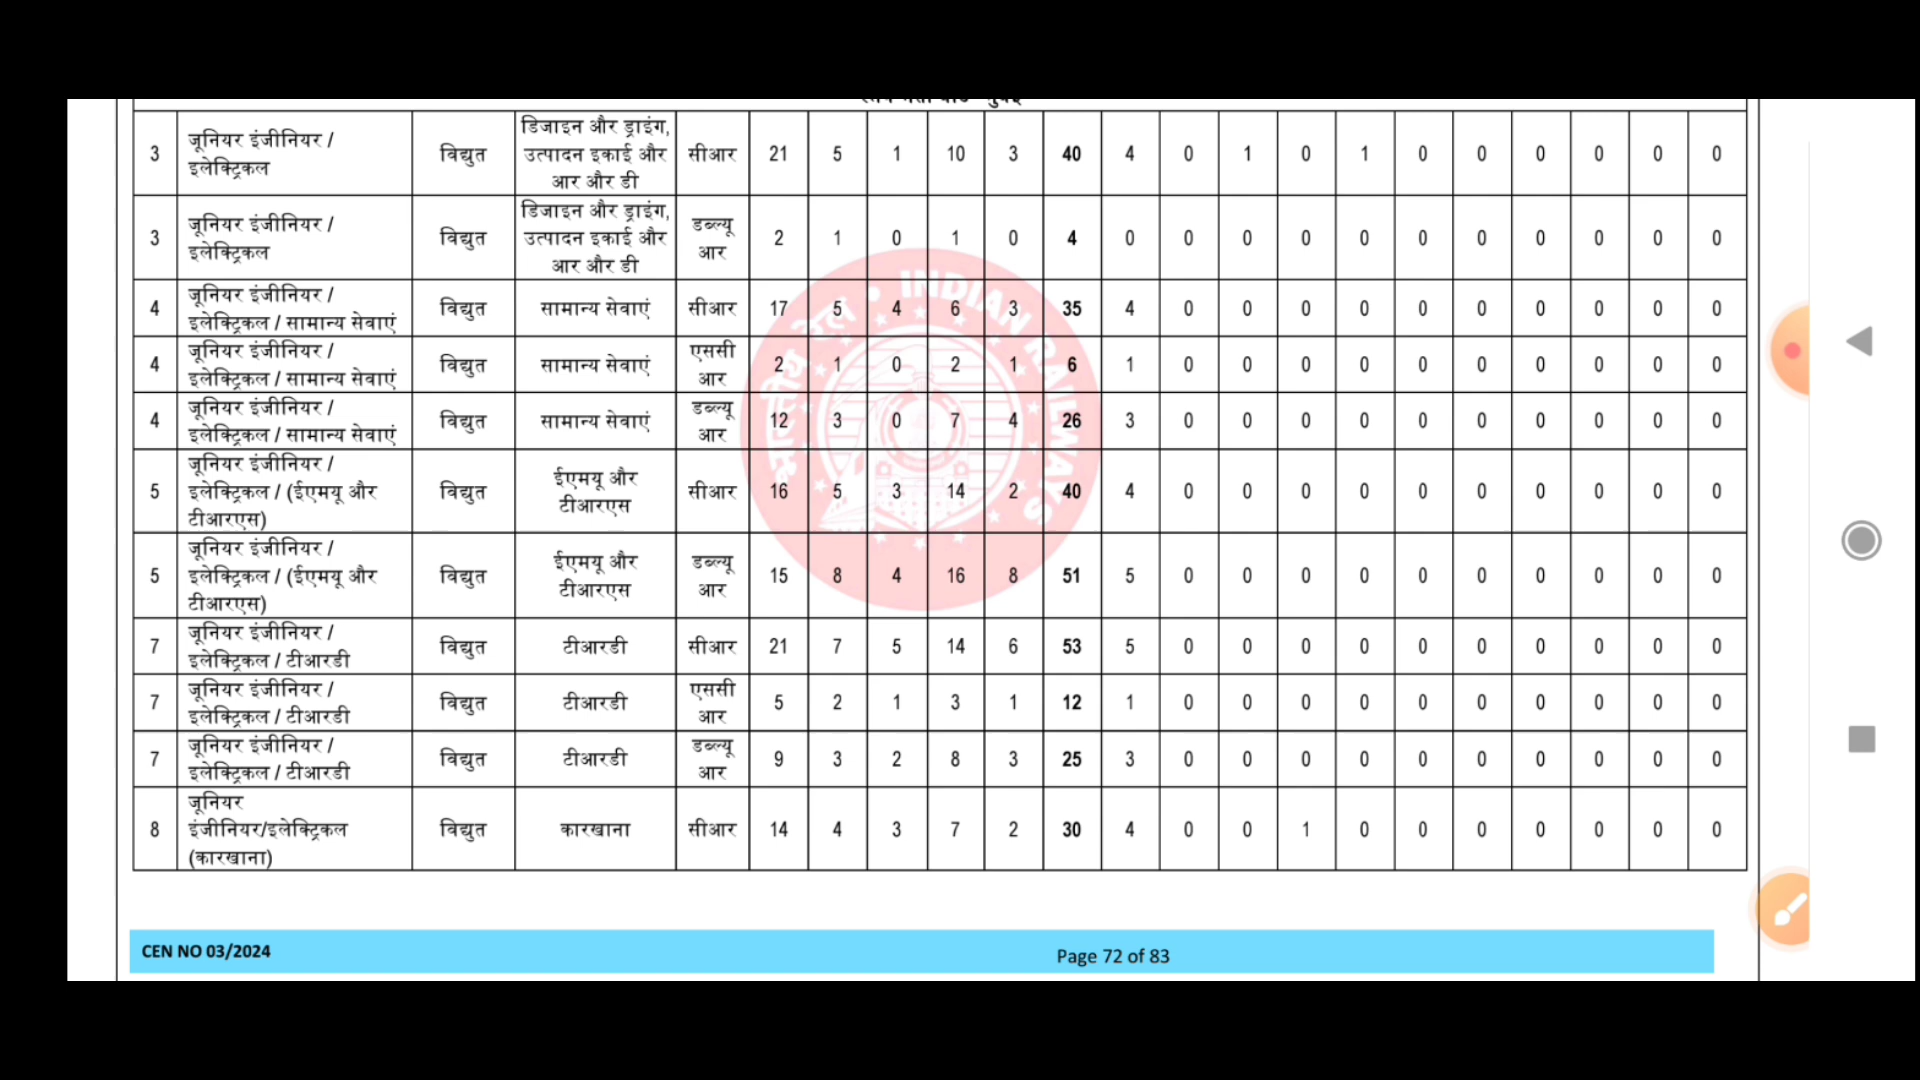 3 जूनियर इंजीनियर / इलेक्ट्रिकल विद्युत डिजाइन और ड्राइंग, उत्पादन इकाई और आर और डी सीआर 21 5 1 10 3 40 4 0 1 0 1 0 0 0 0 0 0
3 जूनियर इंजीनियर / इलेक्ट्रिकल विद्युत डिजाइन और ड्राइंग, उत्पादन इकाई और आर और डी डब्ल्यू आर 2 1 0 1 0 4 0 0 0 0 0 0 0 0 0 0 0
4 जूनियर इंजीनियर / इलेक्ट्रिकल / सामान्य सेवाएं विद्युत सामान्य सेवाएं सीआर 17 5 4 6 3 35 4 0 0 0 0 0 0 0 0 0 0
4 जूनियर इंजीनियर / इलेक्ट्रिकल / सामान्य सेवाएं विद्युत सामान्य सेवाएं एससी आर 2 1 0 2 1 6 1 0 0 0 0 0 0 0 0 0 0
4 जूनियर इंजीनियर / इलेक्ट्रिकल / सामान्य सेवाएं विद्युत सामान्य सेवाएं डब्ल्यू आर 12 3 0 7 4 26 3 0 0 0 0 0 0 0 0 0 0
5 जूनियर इंजीनियर / इलेक्ट्रिकल / (ईएमयू और टीआरएस) विद्युत ईएमयू और टीआरएस सीआर 16 5 3 14 2 40 4 0 0 0 0 0 0 0 0 0 0
5 जूनियर इंजीनियर / इलेक्ट्रिकल / (ईएमयू और टीआरएस) विद्युत ईएमयू और टीआरएस डब्ल्यू आर 15 8 4 16 8 51 5 0 0 0 0 0 0 0 0 0 0
7 जूनियर इंजीनियर / इलेक्ट्रिकल / टीआरडी विद्युत टीआरडी सीआर 21 7 5 14 6 53 5 0 0 0 0 0 0 0 0 0 0
7 जूनियर इंजीनियर / इलेक्ट्रिकल / टीआरडी विद्युत टीआरडी एससी आर 5 2 1 3 1 12 1 0 0 0 0 0 0 0 0 0 0
7 जूनियर इंजीनियर / इलेक्ट्रिकल / टीआरडी विद्युत टीआरडी डब्ल्यू आर 9 3 2 8 3 25 3 0 0 0 0 0 0 0 0 0 0
8 जूनियर इंजीनियर/इलेक्ट्रिकल (कारखाना) विद्युत कारखाना सीआर 14 4 3 7 2 30 4 0 0 1 0 0 0 0 0 0 0
भारतीय रेल • INDIAN RAILWAYS
CEN NO 03/2024 Page 72 of 83